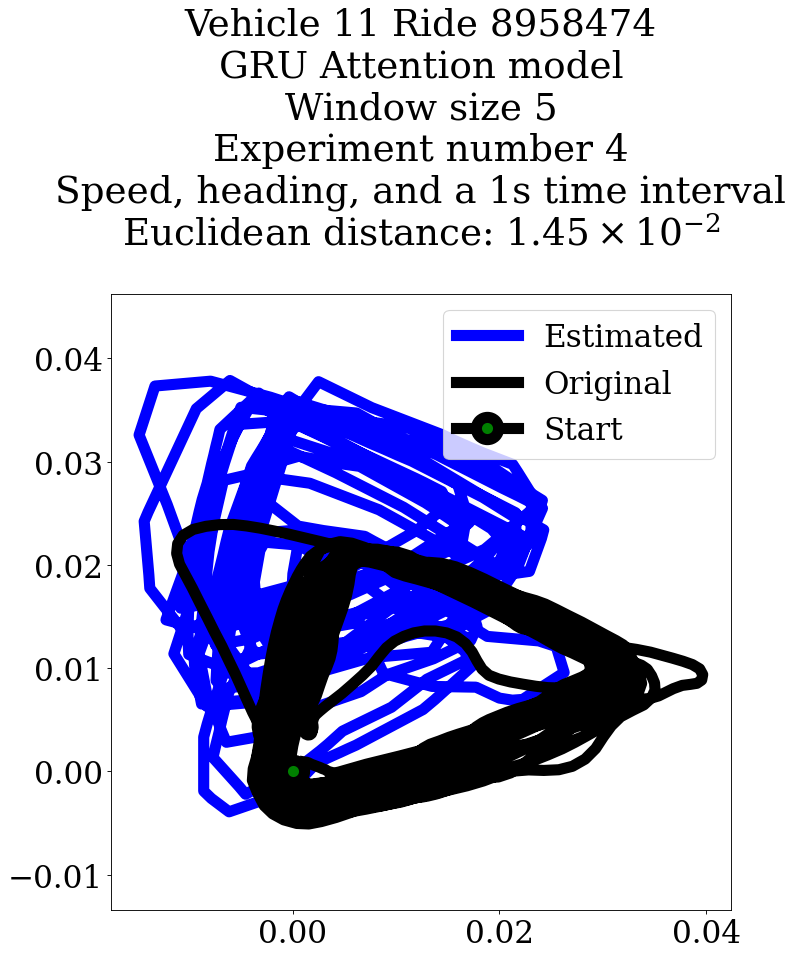 Vehicle 11 Ride 8958474
GRU Attention model
Window size 5
Experiment number 4
Speed, heading, and a 1s time interval
Euclidean distance: 1.45 × 10⁻²
Estimated
Original
Start
0.04
0.03
0.02
0.01
0.00
−0.01
0.00 0.02 0.04